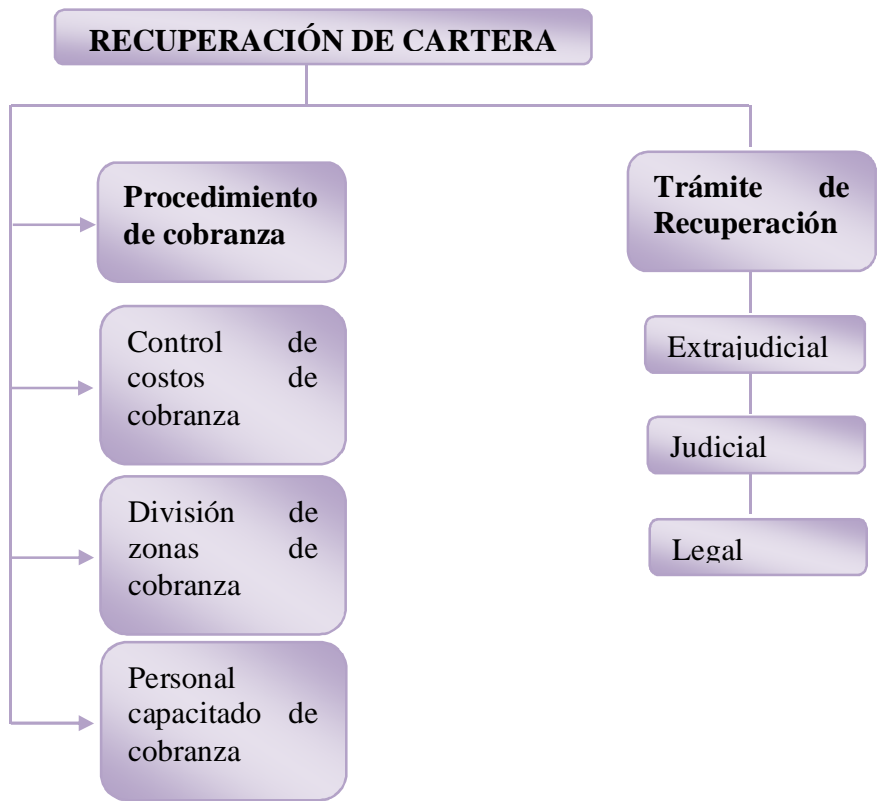 RECUPERACIÓN DE CARTERA
Procedimiento
de cobranza
Control de
costos de
cobranza
División de
zonas de
cobranza
Personal
capacitado de
cobranza
Trámite de
Recuperación
Extrajudicial
Judicial
Legal